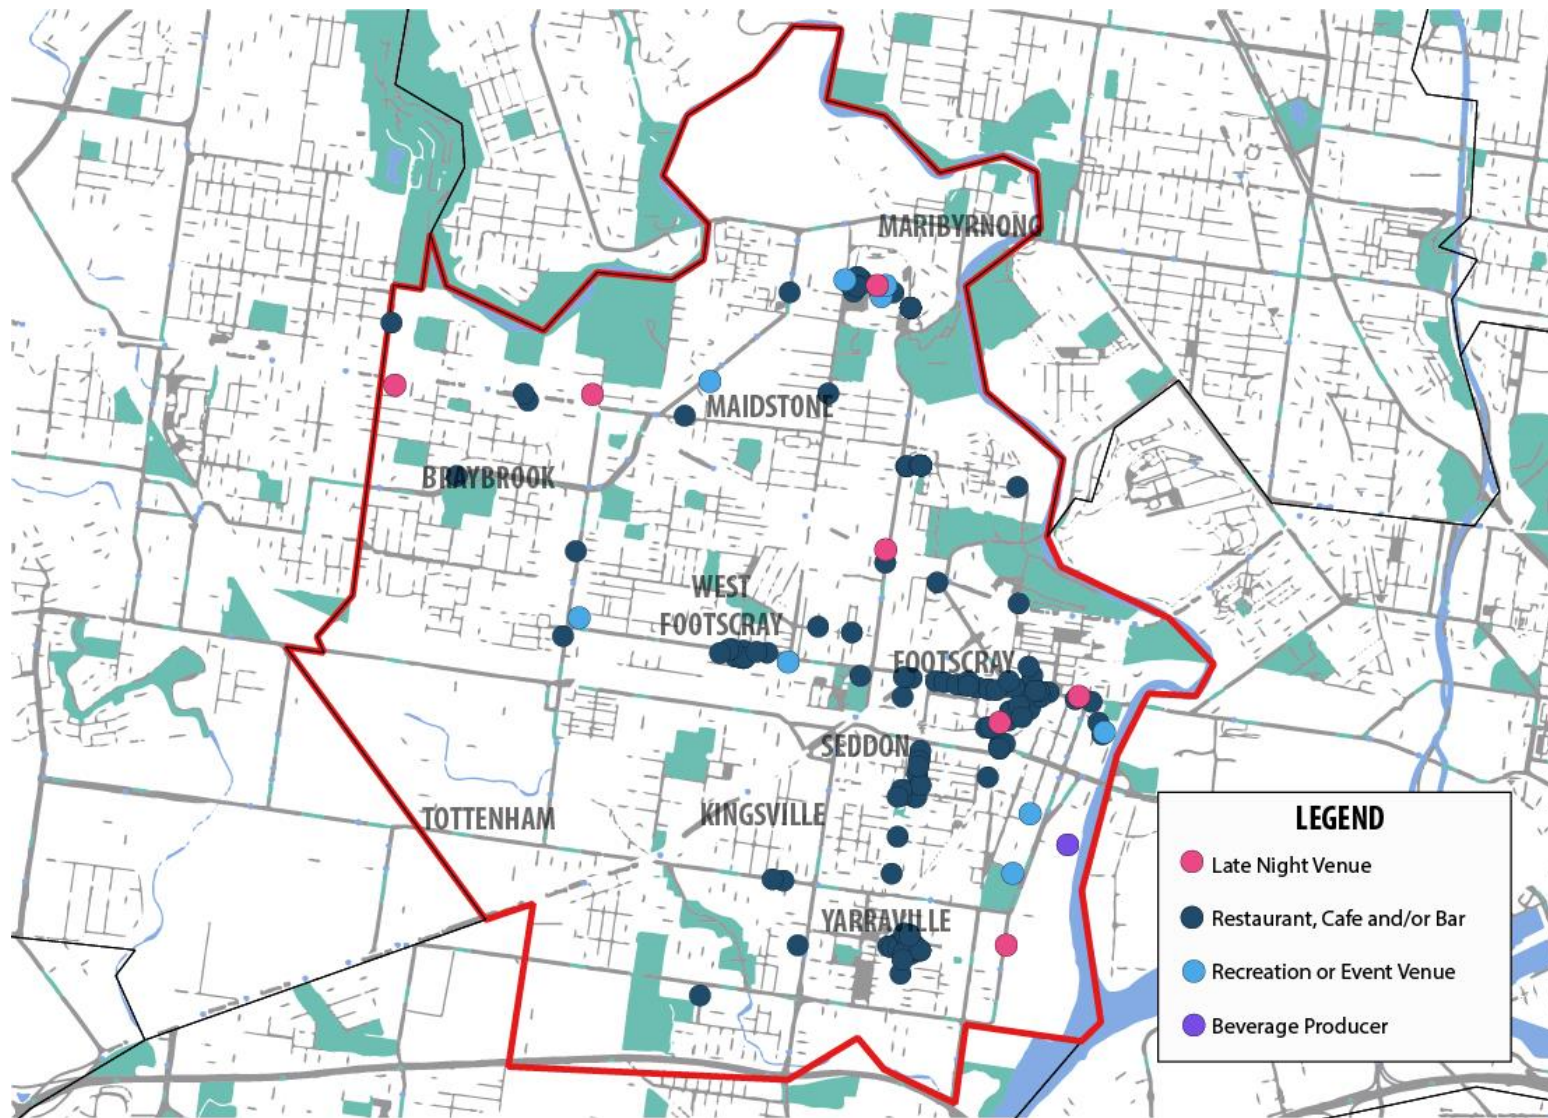 MARIBYRNONG
MAIDSTONE
BRAYBROOK
WEST
FOOTSCRAY
FOOTSCRAY
SEDDON
TOTTENHAM
KINGSVILLE
YARRAVILLE
LEGEND
Late Night Venue
Restaurant, Cafe and/or Bar
Recreation or Event Venue
Beverage Producer